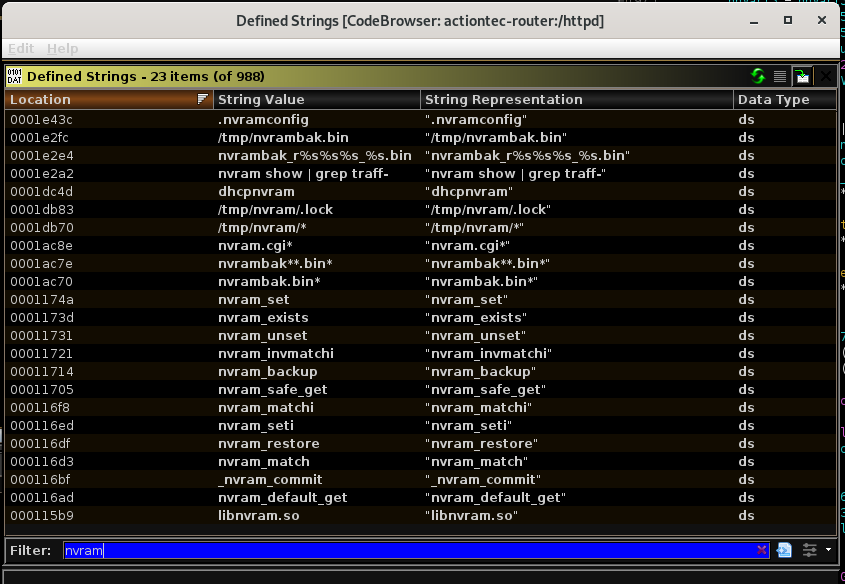 Defined Strings [CodeBrowser: actiontec-router:/httpd]
Edit Help
0101 DAT Defined Strings - 23 items (of 988)
Location String Value String Representation Data Type
0001e43c .nvramconfig ".nvramconfig" ds
0001e2fc /tmp/nvrambak.bin "/tmp/nvrambak.bin" ds
0001e2e4 nvrambak_r%s%s%s_%s.bin "nvrambak_r%s%s%s_%s.bin" ds
0001e2a2 nvram show | grep traff- "nvram show | grep traff-" ds
0001dc4d dhcpnvram "dhcpnvram" ds
0001db83 /tmp/nvram/.lock "/tmp/nvram/.lock" ds
0001db70 /tmp/nvram/* "/tmp/nvram/*" ds
0001ac8e nvram.cgi* "nvram.cgi*" ds
0001ac7e nvrambak**.bin* "nvrambak**.bin*" ds
0001ac70 nvrambak.bin* "nvrambak.bin*" ds
0001174a nvram_set "nvram_set" ds
0001173d nvram_exists "nvram_exists" ds
00011731 nvram_unset "nvram_unset" ds
00011721 nvram_invmatchi "nvram_invmatchi" ds
00011714 nvram_backup "nvram_backup" ds
00011705 nvram_safe_get "nvram_safe_get" ds
000116f8 nvram_matchi "nvram_matchi" ds
000116ed nvram_seti "nvram_seti" ds
000116df nvram_restore "nvram_restore" ds
000116d3 nvram_match "nvram_match" ds
000116bf _nvram_commit "_nvram_commit" ds
000116ad nvram_default_get "nvram_default_get" ds
000115b9 libnvram.so "libnvram.so" ds
Filter: nvram